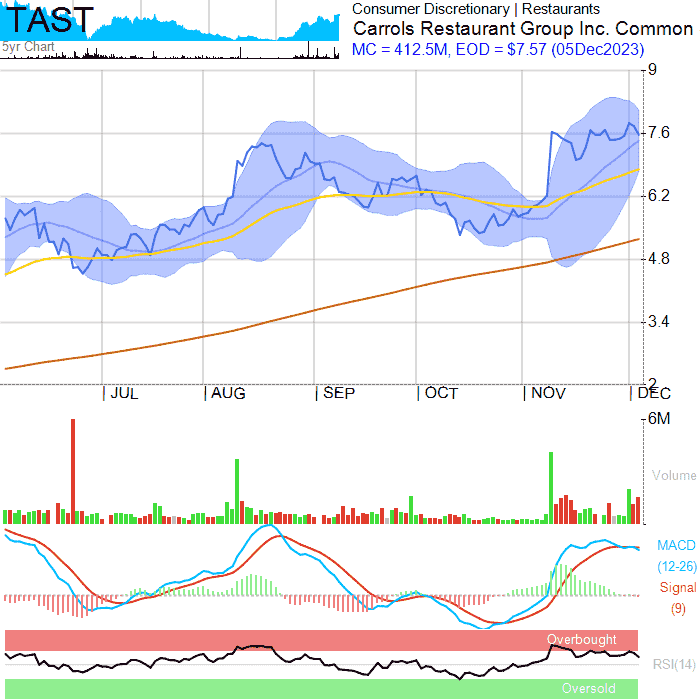 TAST
5yr Chart
Consumer Discretionary | Restaurants
Carrols Restaurant Group Inc. Common
MC = 412.5M, EOD = $7.57 (05Dec2023)
9
7.6
6.2
4.8
3.4
2
JUL AUG SEP OCT NOV DEC
6M
Volume
MACD
(12-26)
Signal
(9)
Overbought
RSI(14)
Oversold